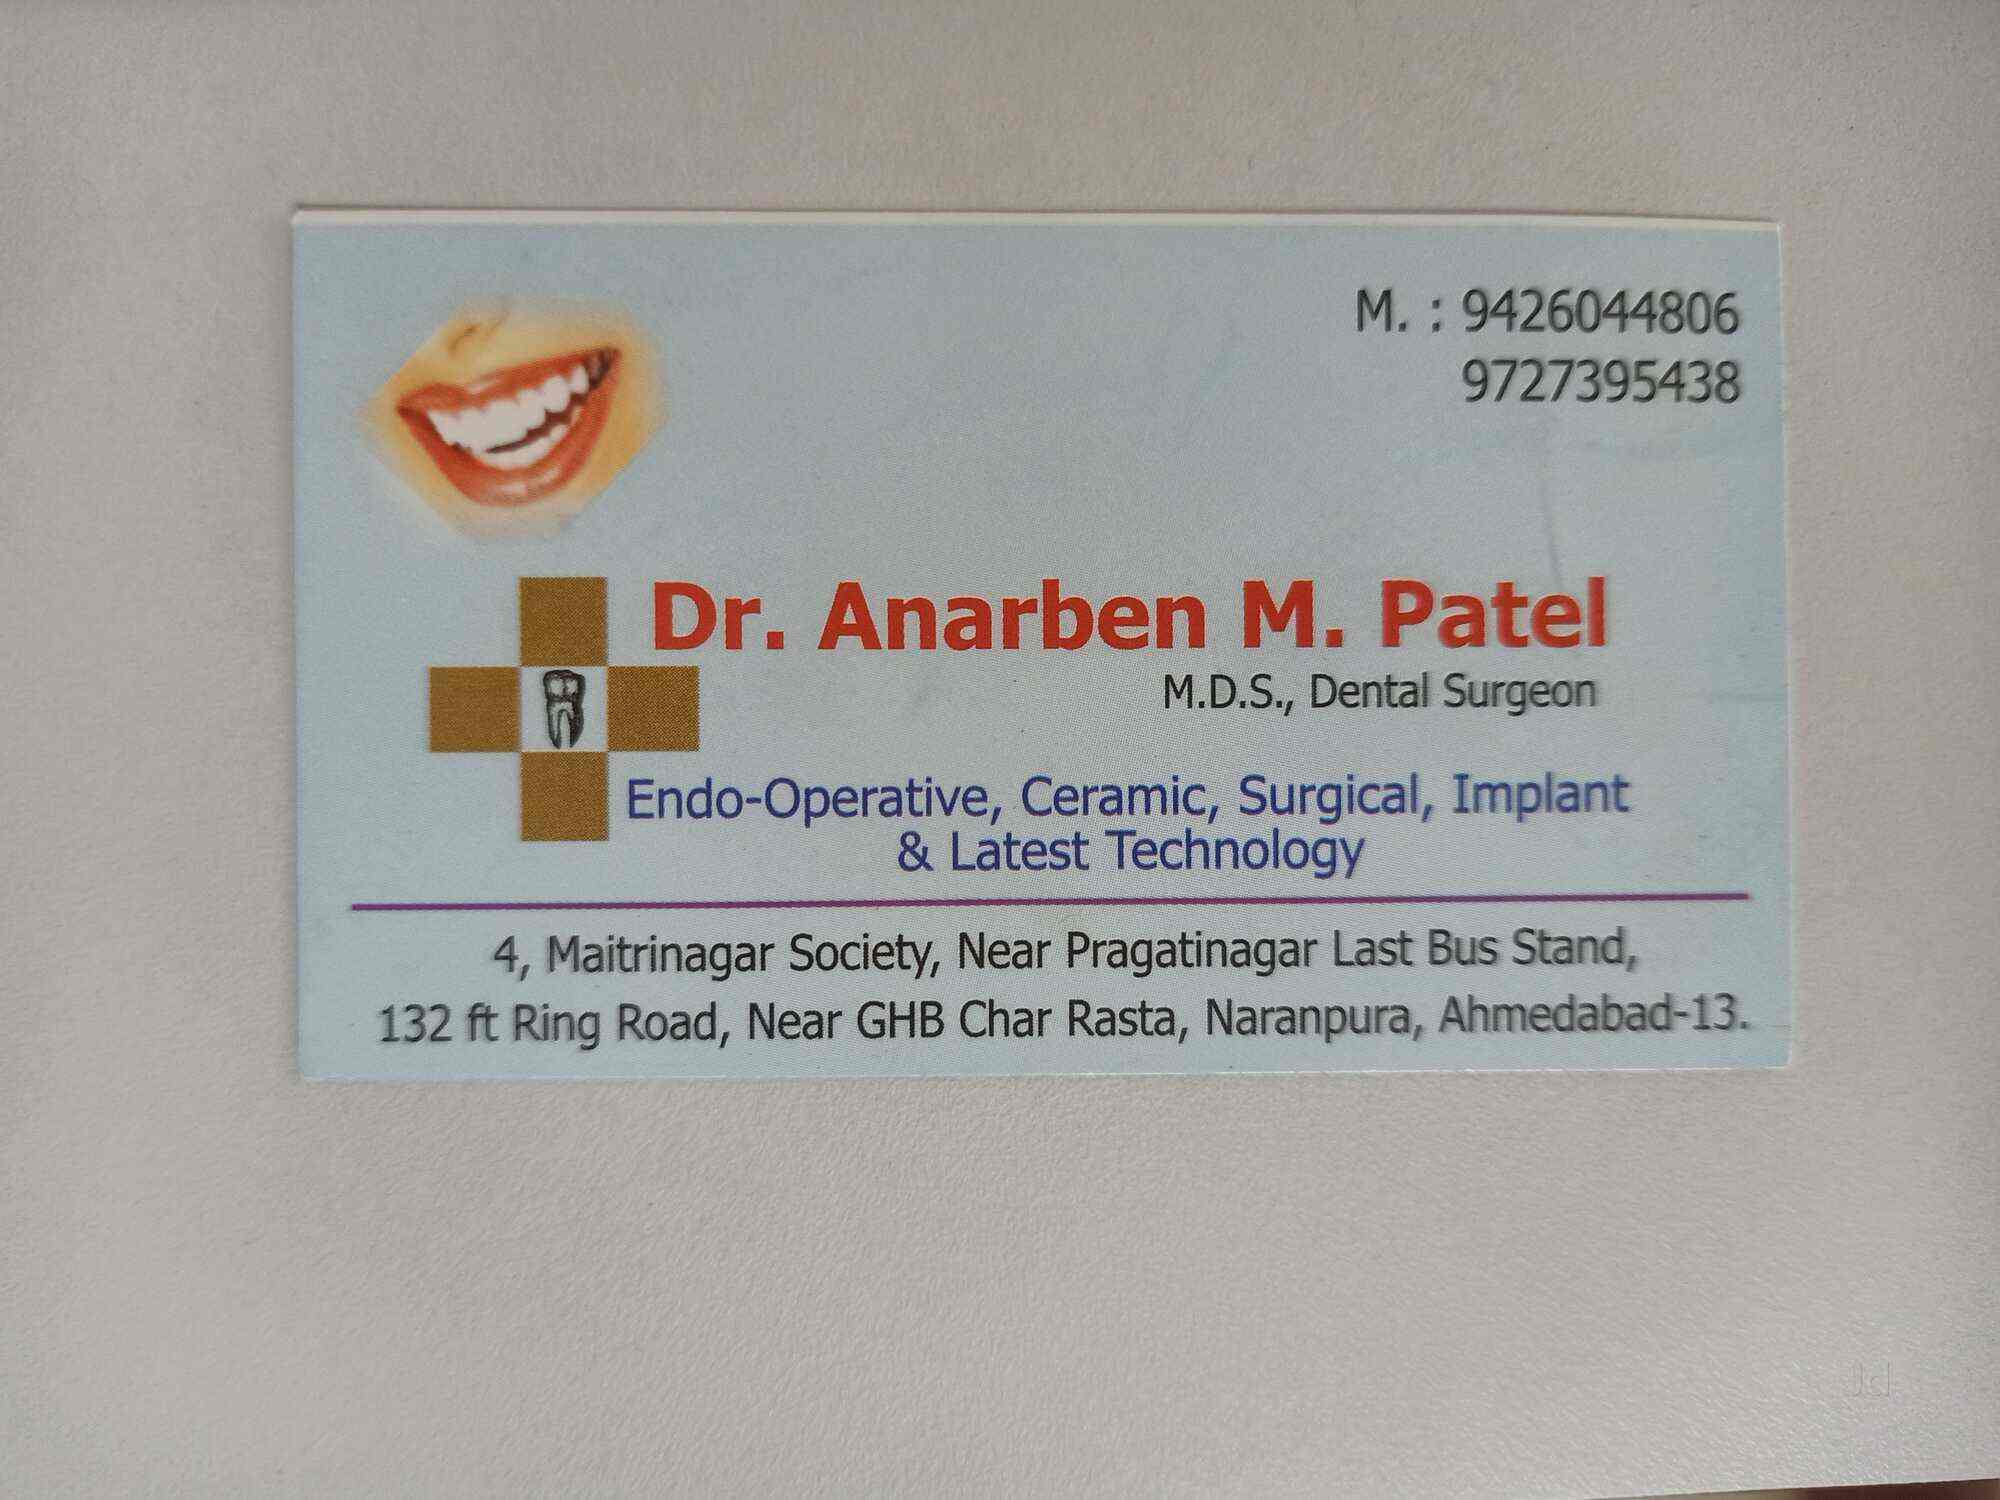 M. : 9426044806
9727395438
Dr. Anarben M. Patel
M.D.S., Dental Surgeon
Endo-Operative, Ceramic, Surgical, Implant
& Latest Technology
4, Maitrinagar Society, Near Pragatinagar Last Bus Stand,
132 ft Ring Road, Near GHB Char Rasta, Naranpura, Ahmedabad-13.
Jd